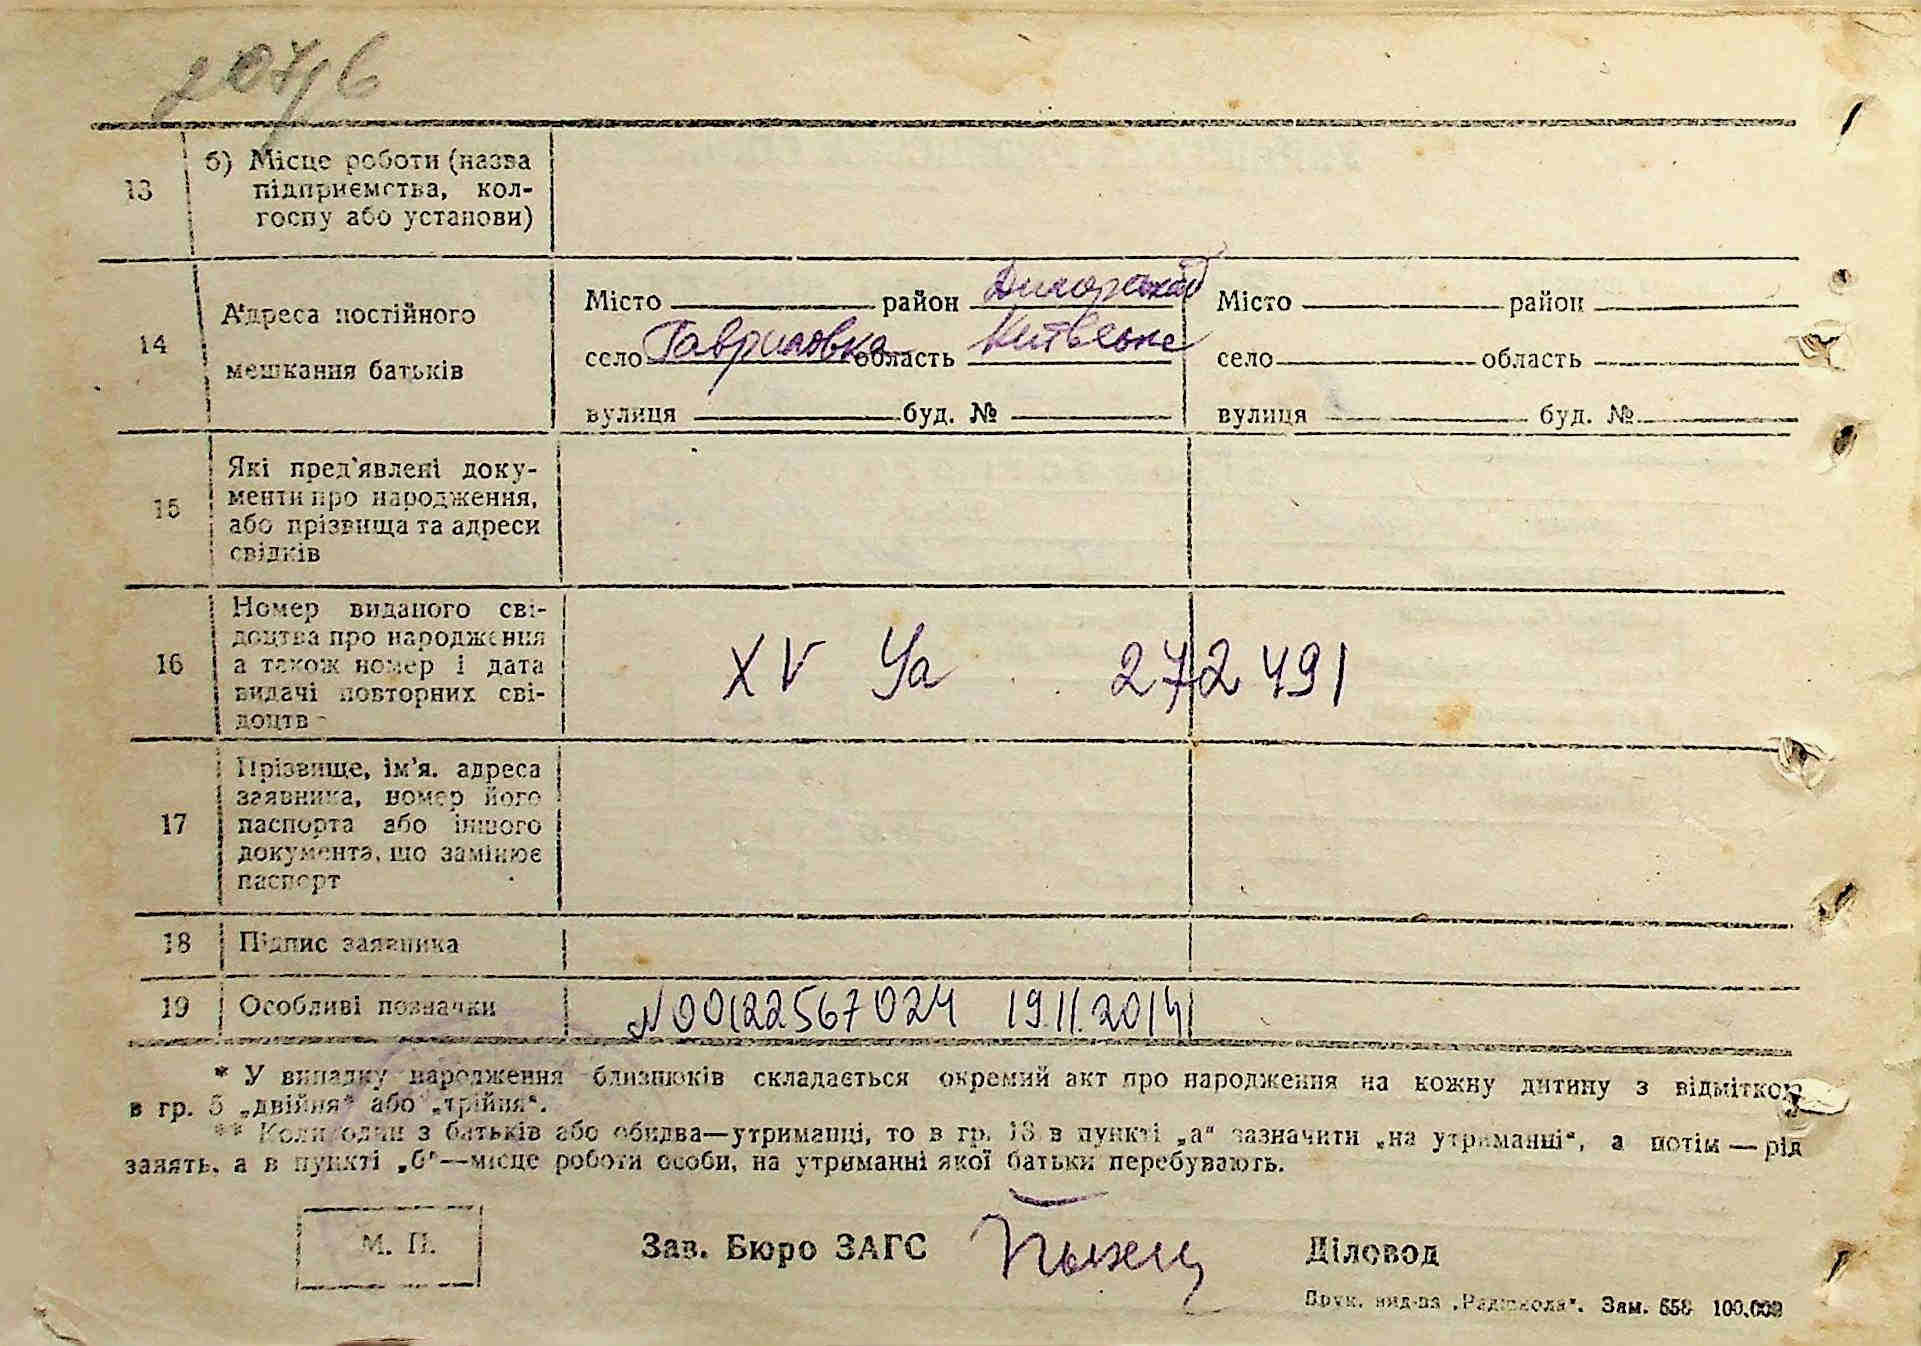 207/6
13
б) Місце роботи (назва
підприємства, кол-
госпу або установи)
14
Адреса постійного
мешкання батьків
Місто район
село Гавриловка область
вулиця буд. №
Місто район
село область
вулиця буд. №
15
Які пред'явлені доку-
менти про народження,
або прізвища та адреси
свідків
16
Номер виданого сві-
доцтва про народження
а також номер і дата
видачі повторних сві-
доцтв
XV Уа 272491
17
Прізвище, ім'я, адреса
заявника, номер його
паспорта або іншого
документа, що замінює
паспорт
18
Підпис заявника
19
Особливі позначки
N 00122567024 19.11.2014
* У випадку народження близнюків складається окремий акт про народження на кожну дитину з відміткою
в гр. 5 „двійня“ або „трійня“.
** Коли один з батьків або обидва—утриманці, то в гр. 13 в пункті „а“ зазначити „на утриманні“, а потім — рід
занять, а в пункті „б“—місце роботи особи, на утриманні якої батьки перебувають.
М. П.
Зав. Бюро ЗАГС
Діловод
Друк. вид-ва „Рад. школа“. Зам. 558 100.000